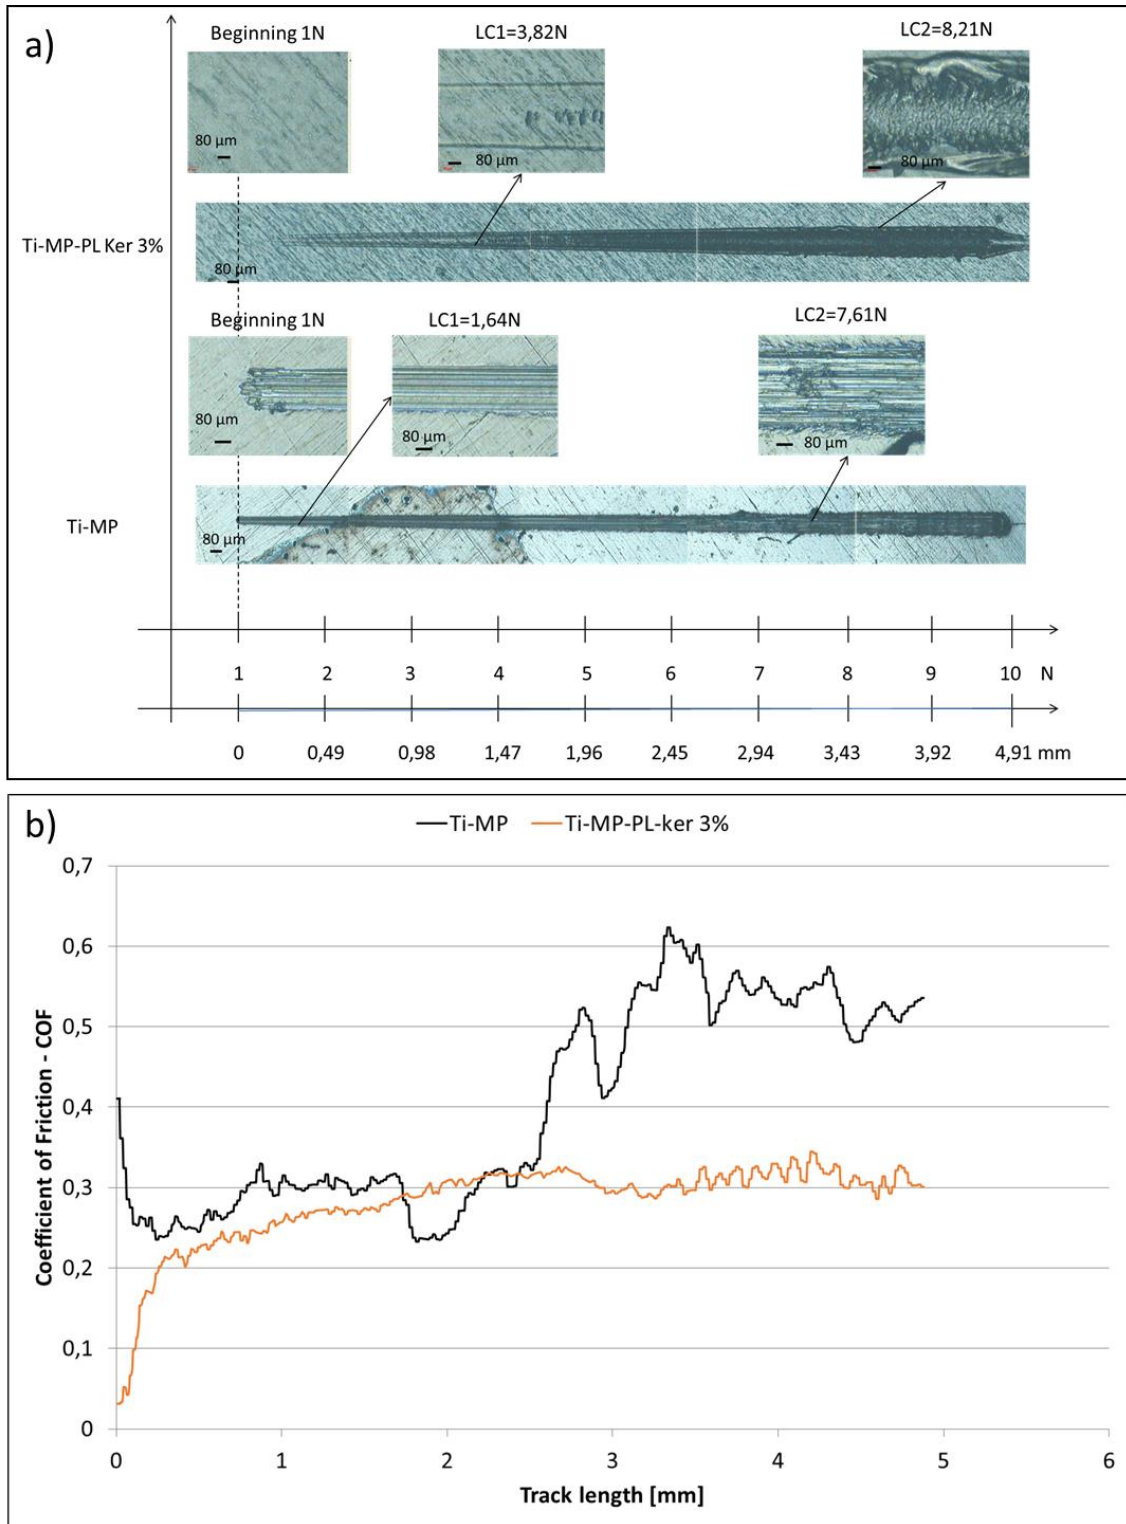 a)
Beginning 1N
LC1=3,82N
LC2=8,21N
80 µm
80 µm
80 µm
Ti-MP-PL Ker 3%
80 µm
Beginning 1N
LC1=1,64N
LC2=7,61N
80 µm
80 µm
80 µm
Ti-MP
80 µm
1 2 3 4 5 6 7 8 9 10 N
0 0,49 0,98 1,47 1,96 2,45 2,94 3,43 3,92 4,91 mm
b)
Ti-MP Ti-MP-PL-ker 3%
0,7
0,6
0,5
0,4
0,3
0,2
0,1
0
Coefficient of Friction - COF
0 1 2 3 4 5 6
Track length [mm]